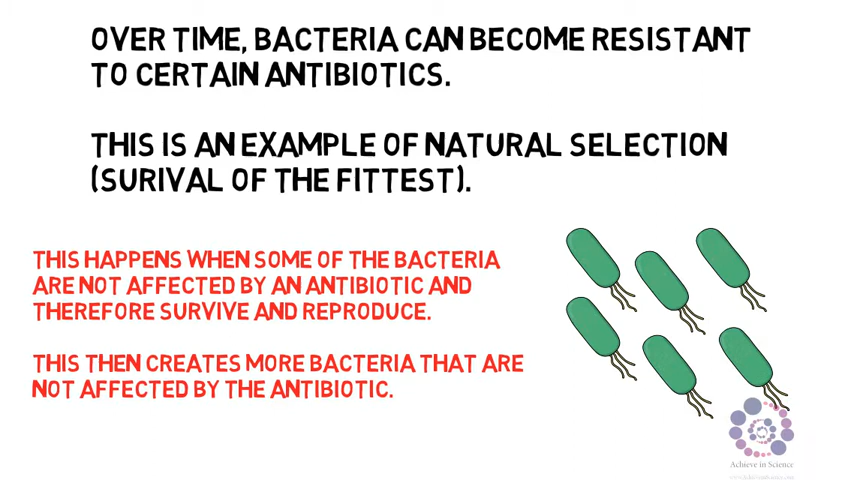 OVER TIME, BACTERIA CAN BECOME RESISTANT
TO CERTAIN ANTIBIOTICS.
THIS IS AN EXAMPLE OF NATURAL SELECTION
(SURIVAL OF THE FITTEST).
THIS HAPPENS WHEN SOME OF THE BACTERIA
ARE NOT AFFECTED BY AN ANTIBIOTIC AND
THEREFORE SURVIVE AND REPRODUCE.
THIS THEN CREATES MORE BACTERIA THAT ARE
NOT AFFECTED BY THE ANTIBIOTIC.
Achieve in Science